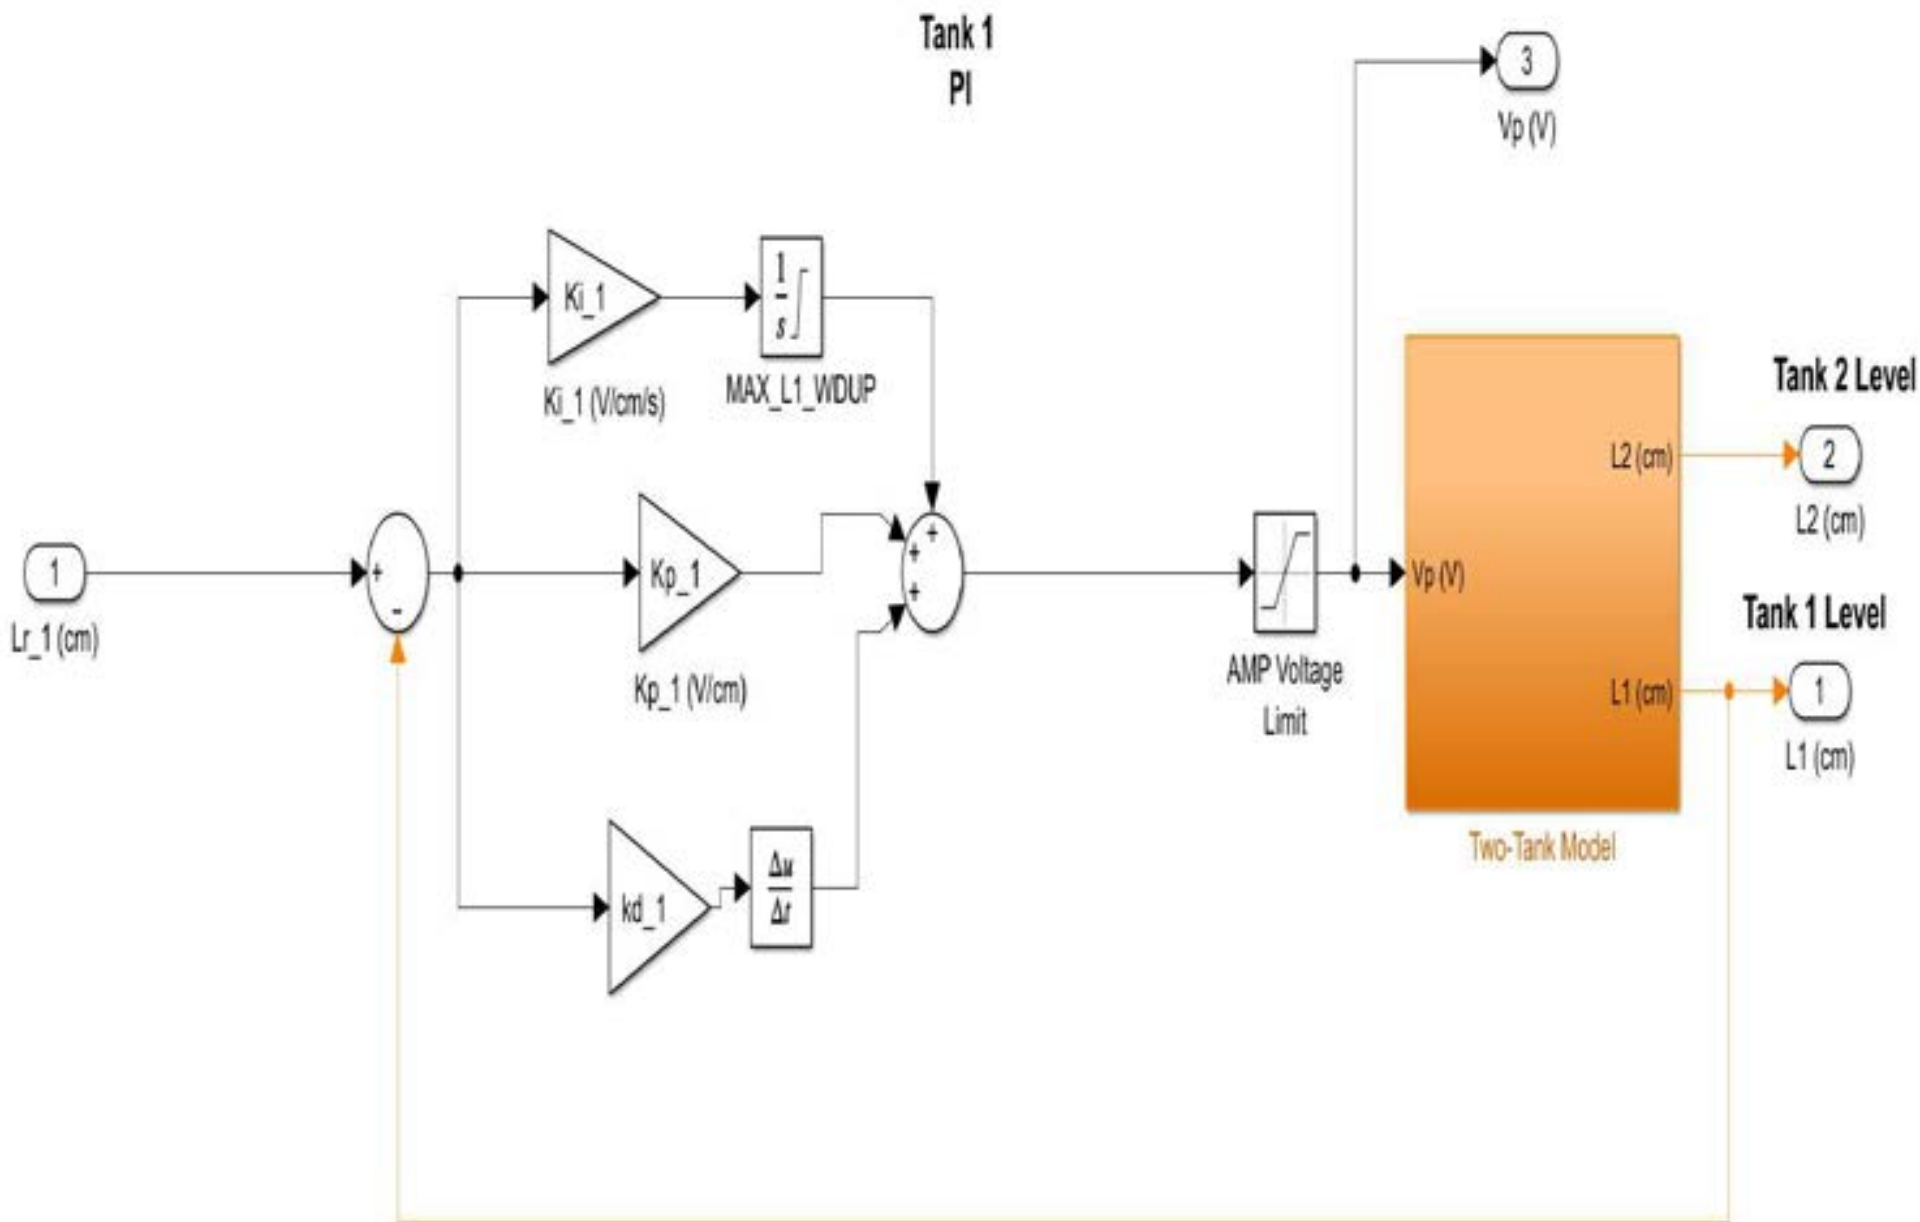 Tank 1
PI
3
Vp (V)
Ki_1
1
s
Ki_1 (V/cm/s)
MAX_L1_WDUP
Tank 2 Level
L2 (cm)
2
L2 (cm)
1
Lr_1 (cm)
+
-
Kp_1
Kp_1 (V/cm)
+
+
+
AMP Voltage
Limit
Vp (V)
Tank 1 Level
L1 (cm)
1
L1 (cm)
Two-Tank Model
kd_1
Δu
Δt